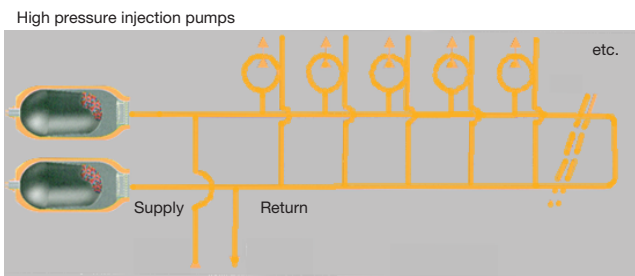 High pressure injection pumps
etc.
Supply
Return